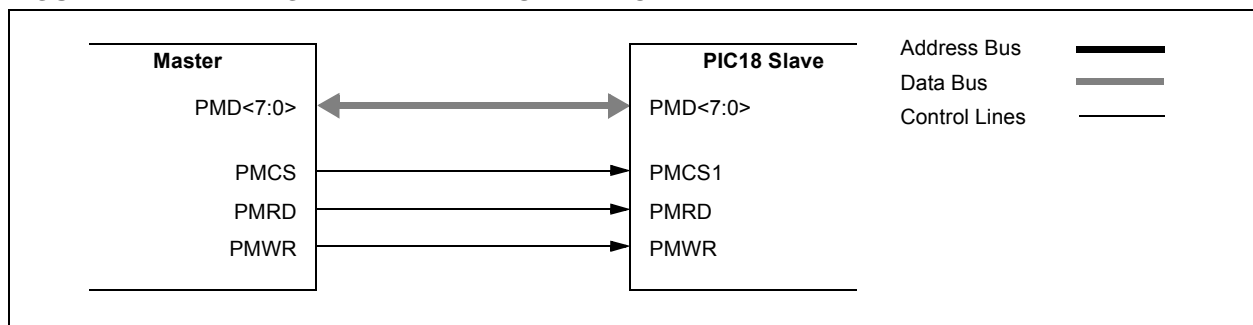 Master
PIC18 Slave
Address Bus
Data Bus
Control Lines
PMD<7:0>
PMD<7:0>
PMCS
PMCS1
PMRD
PMRD
PMWR
PMWR